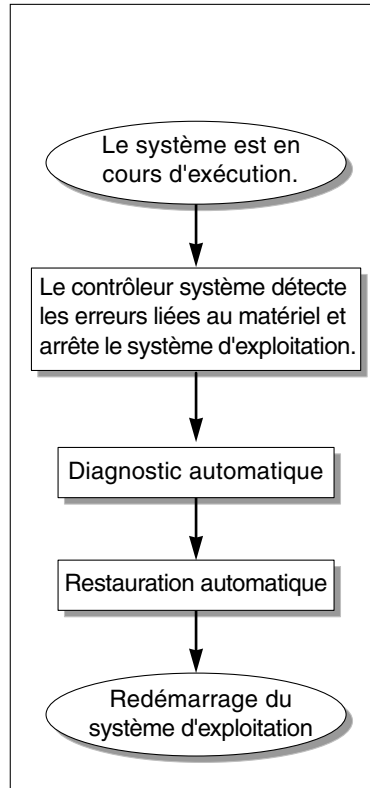 Le système est en
cours d'exécution.
Le contrôleur système détecte
les erreurs liées au matériel et
arrête le système d'exploitation.
Diagnostic automatique
Restauration automatique
Redémarrage du
système d'exploitation